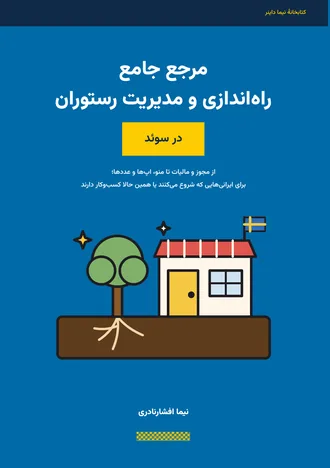 کتابخانهٔ نیما داینر
مرجع جامع
راه‌اندازی و مدیریت رستوران
در سوئد
از مجوز و مالیات تا منو، اپ‌ها و عددها؛
برای ایرانی‌هایی که شروع می‌کنند یا همین حالا کسب‌وکار دارند
نیما افشارنادری